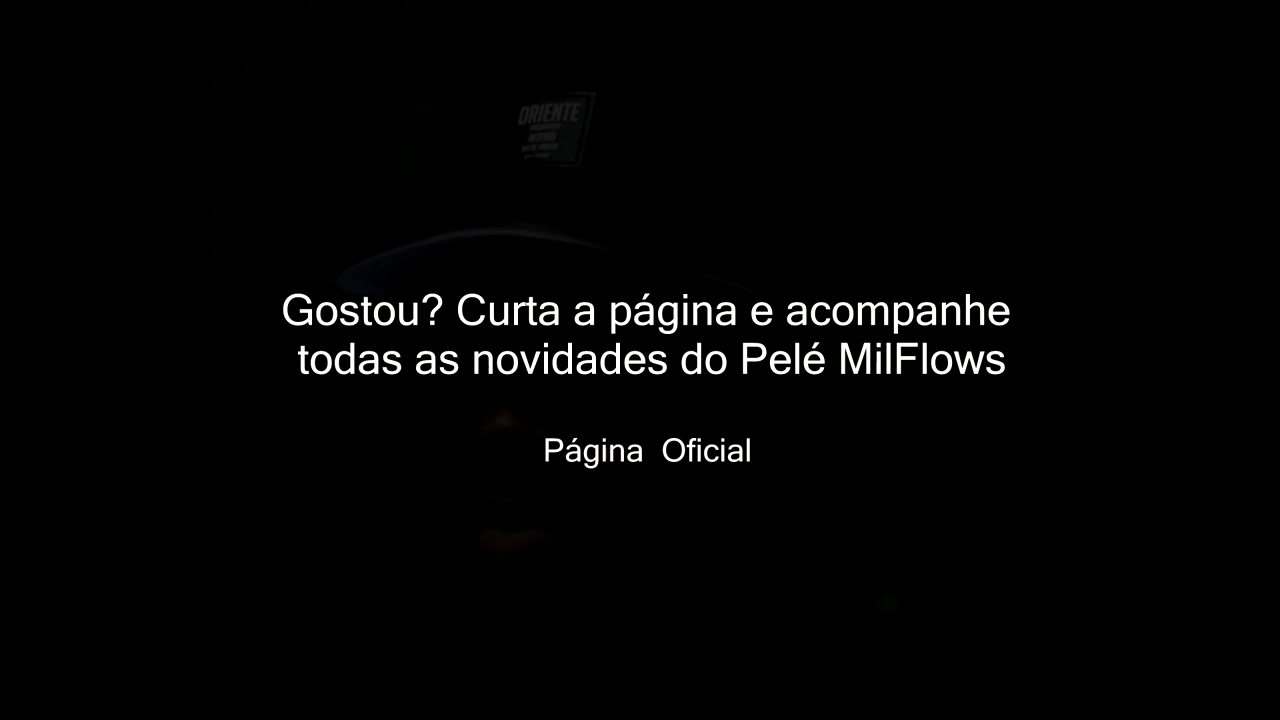 ORIENTE
Gostou? Curta a página e acompanhe
todas as novidades do Pelé MilFlows
Página Oficial